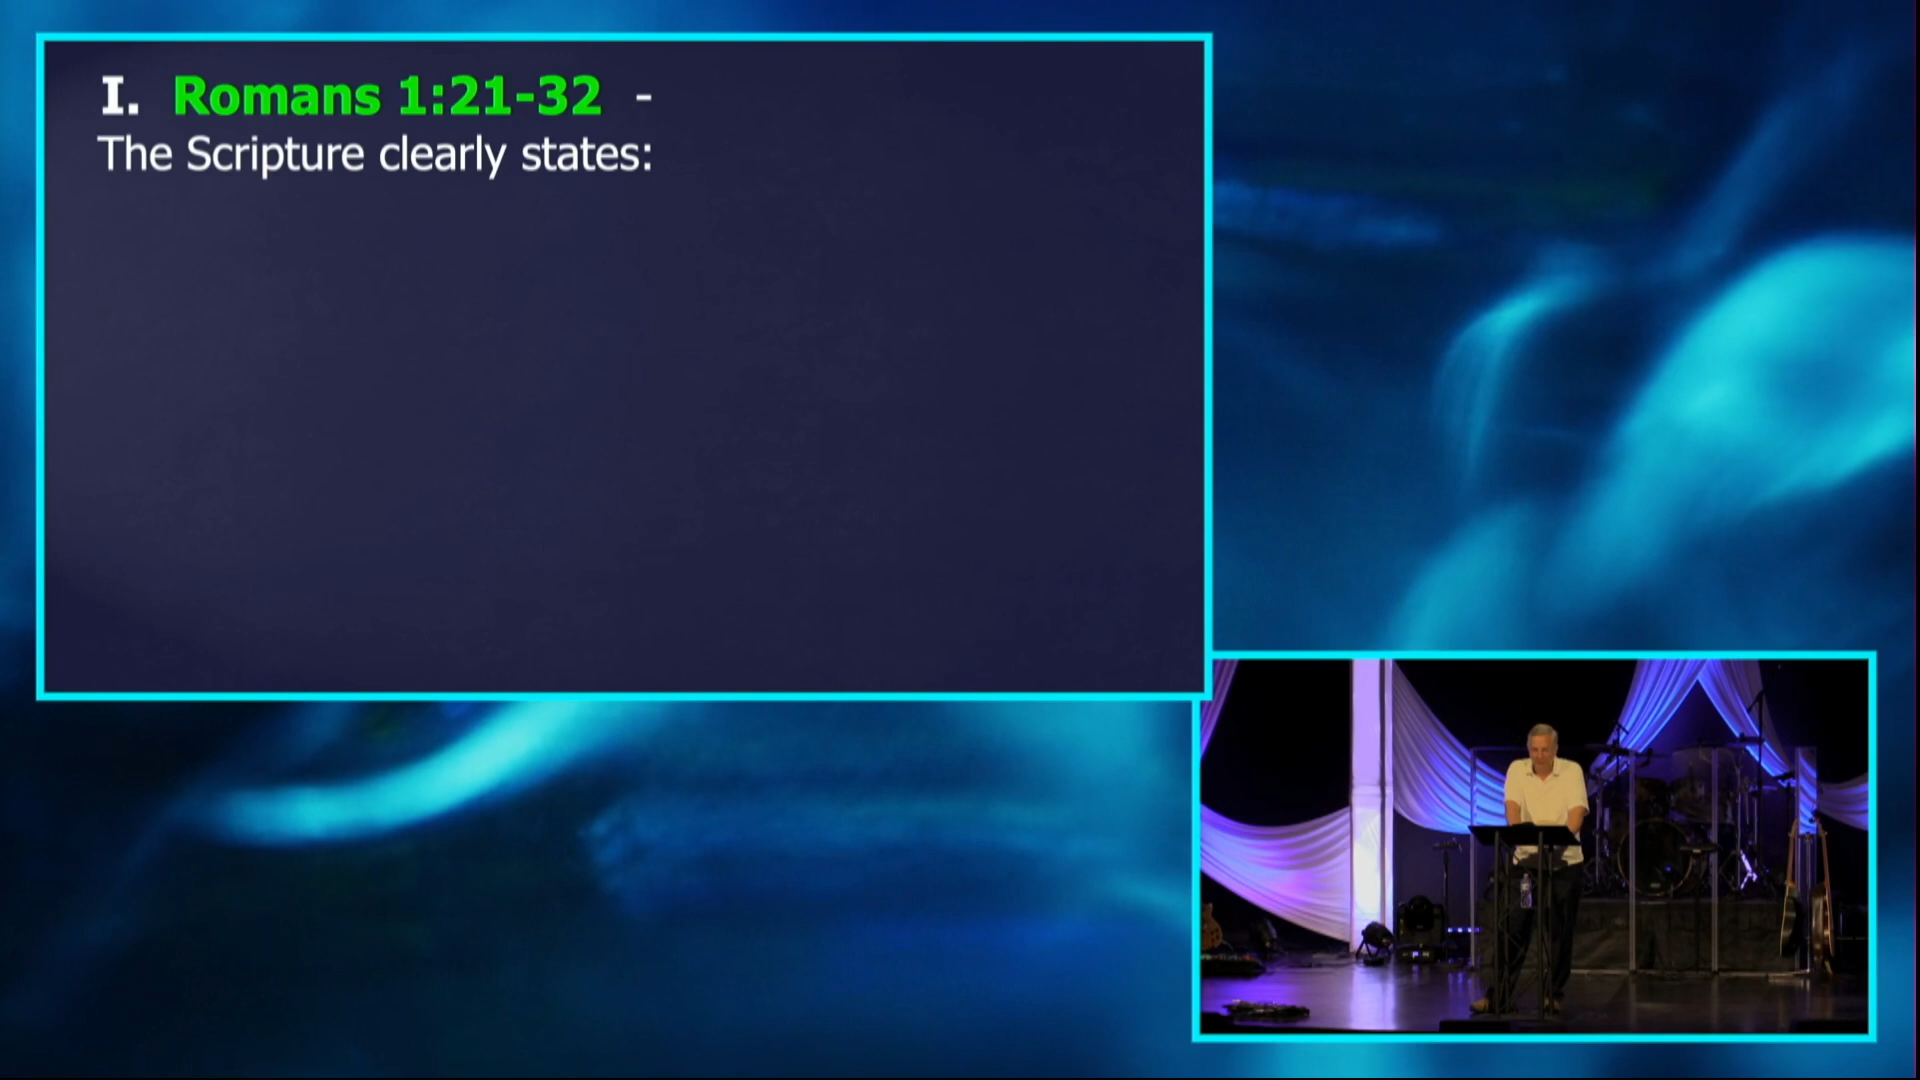 I. Romans 1:21-32 -
The Scripture clearly states: